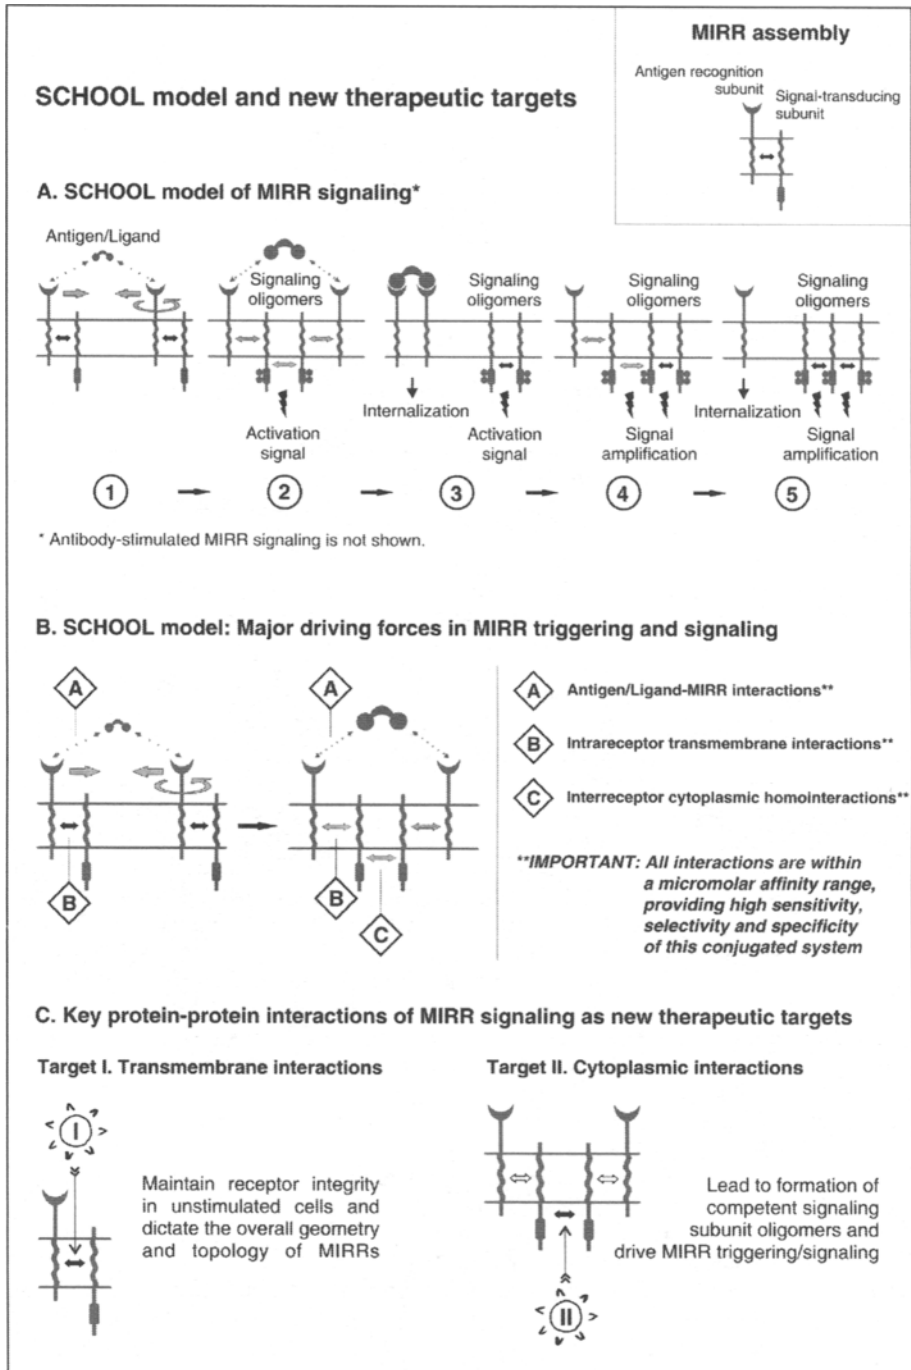 MIRR assembly
Antigen recognition
subunit
Signal-transducing
subunit
SCHOOL model and new therapeutic targets
A. SCHOOL model of MIRR signaling*
Antigen/Ligand
Signaling
oligomers
Activation
signal
Signaling
oligomers
Internalization
Activation
signal
Signaling
oligomers
Signal
amplification
Signaling
oligomers
Internalization
Signal
amplification
1
2
3
4
5
* Antibody-stimulated MIRR signaling is not shown.
B. SCHOOL model: Major driving forces in MIRR triggering and signaling
A
B
A
B
C
A Antigen/Ligand-MIRR interactions**
B Intrareceptor transmembrane interactions**
C Interreceptor cytoplasmic homointeractions**
**IMPORTANT: All interactions are within
a micromolar affinity range,
providing high sensitivity,
selectivity and specificity
of this conjugated system
C. Key protein-protein interactions of MIRR signaling as new therapeutic targets
Target I. Transmembrane interactions
I
Maintain receptor integrity
in unstimulated cells and
dictate the overall geometry
and topology of MIRRs
Target II. Cytoplasmic interactions
Lead to formation of
competent signaling
subunit oligomers and
drive MIRR triggering/signaling
II